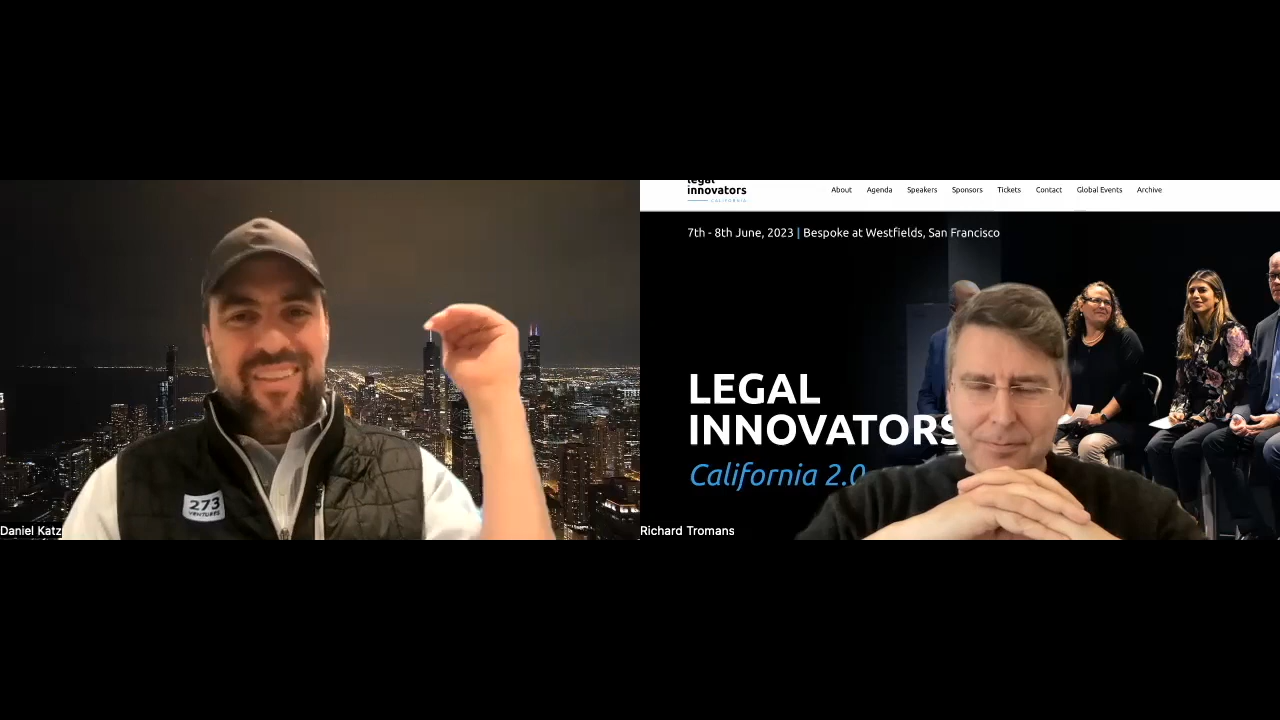 legal
innovators
CALIFORNIA
About Agenda Speakers Sponsors Tickets Contact Global Events Archive
7th - 8th June, 2023 | Bespoke at Westfields, San Francisco
LEGAL
INNOVATORS
California 2.0
273
VENTURES
Daniel Katz
Richard Tromans